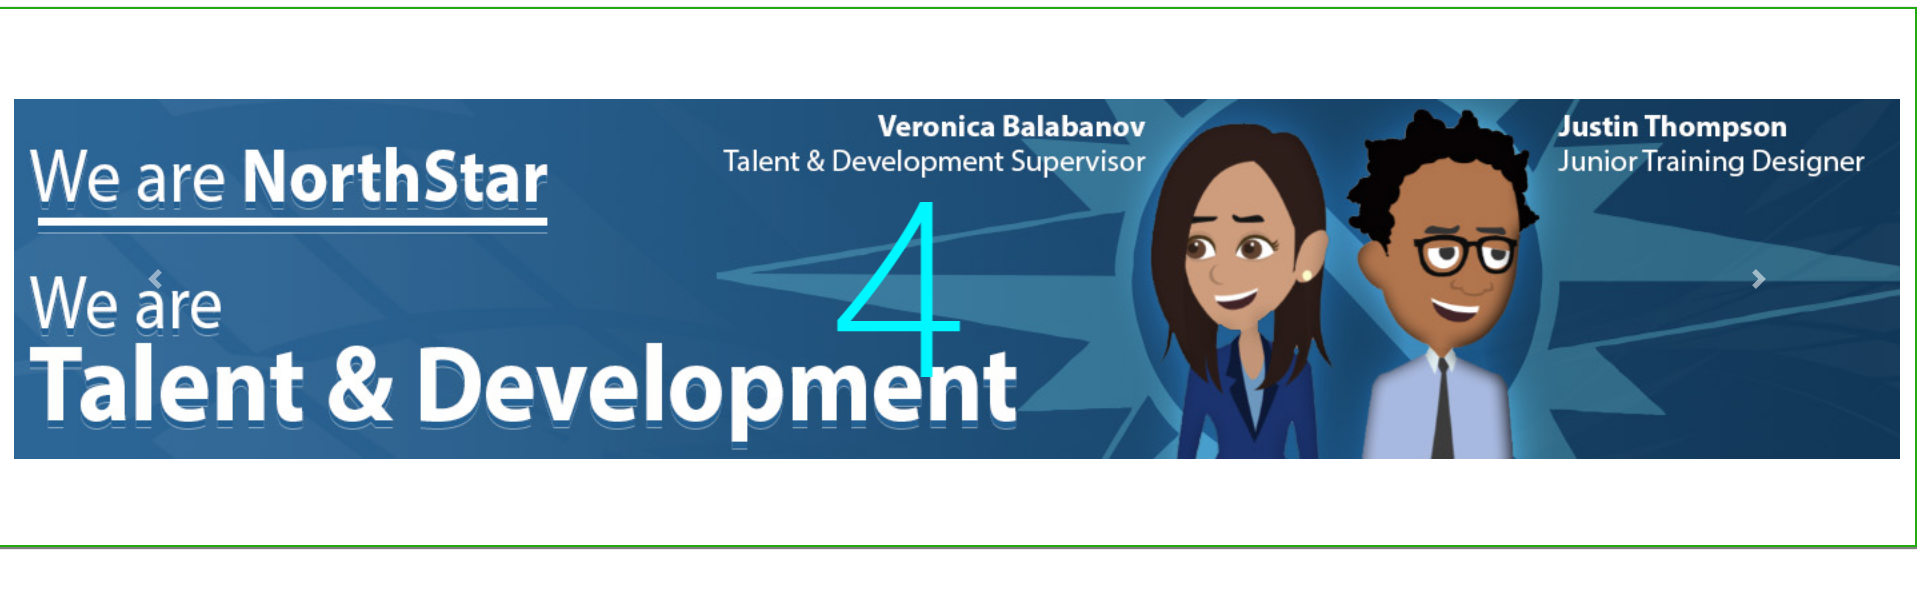 We are NorthStar
We are
Talent & Development
4
Veronica Balabanov
Talent & Development Supervisor
Justin Thompson
Junior Training Designer